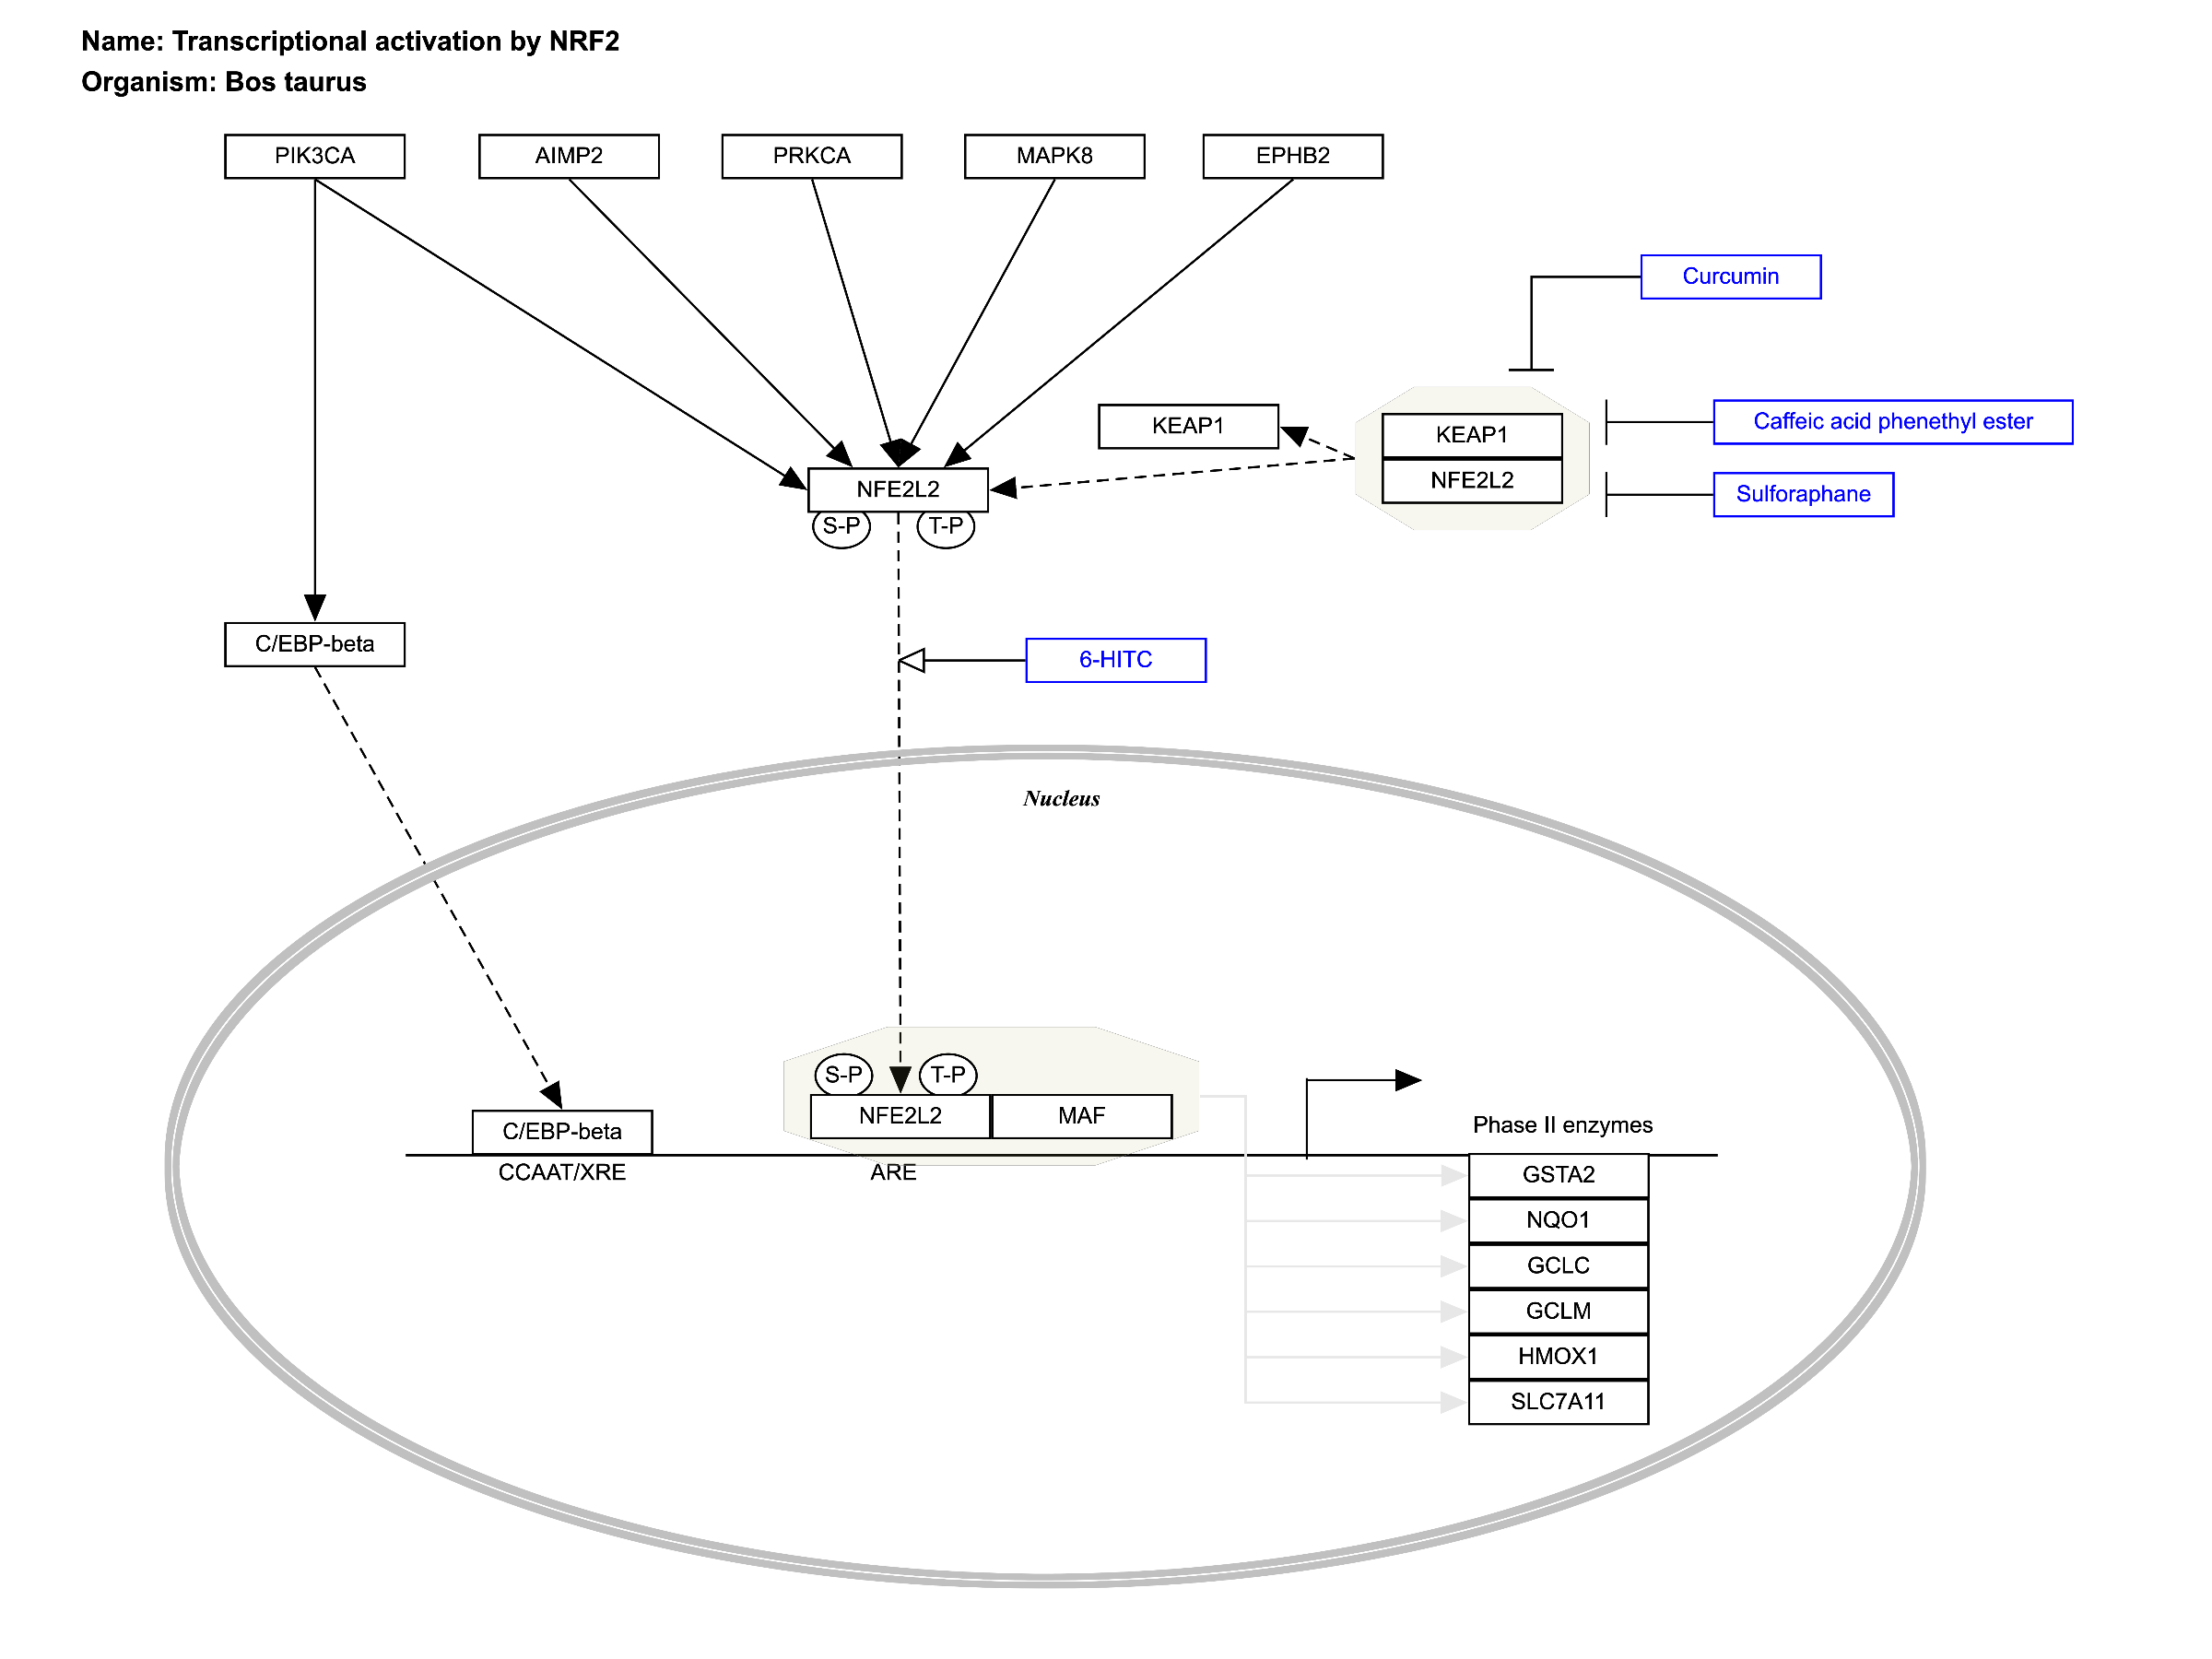 Name: Transcriptional activation by NRF2
Organism: Bos taurus
PIK3CA
AIMP2
PRKCA
MAPK8
EPHB2
Curcumin
KEAP1
KEAP1
NFE2L2
Caffeic acid phenethyl ester
Sulforaphane
NFE2L2
S-P
T-P
C/EBP-beta
6-HITC
Nucleus
S-P
T-P
NFE2L2
MAF
C/EBP-beta
CCAAT/XRE
ARE
Phase II enzymes
GSTA2
NQO1
GCLC
GCLM
HMOX1
SLC7A11